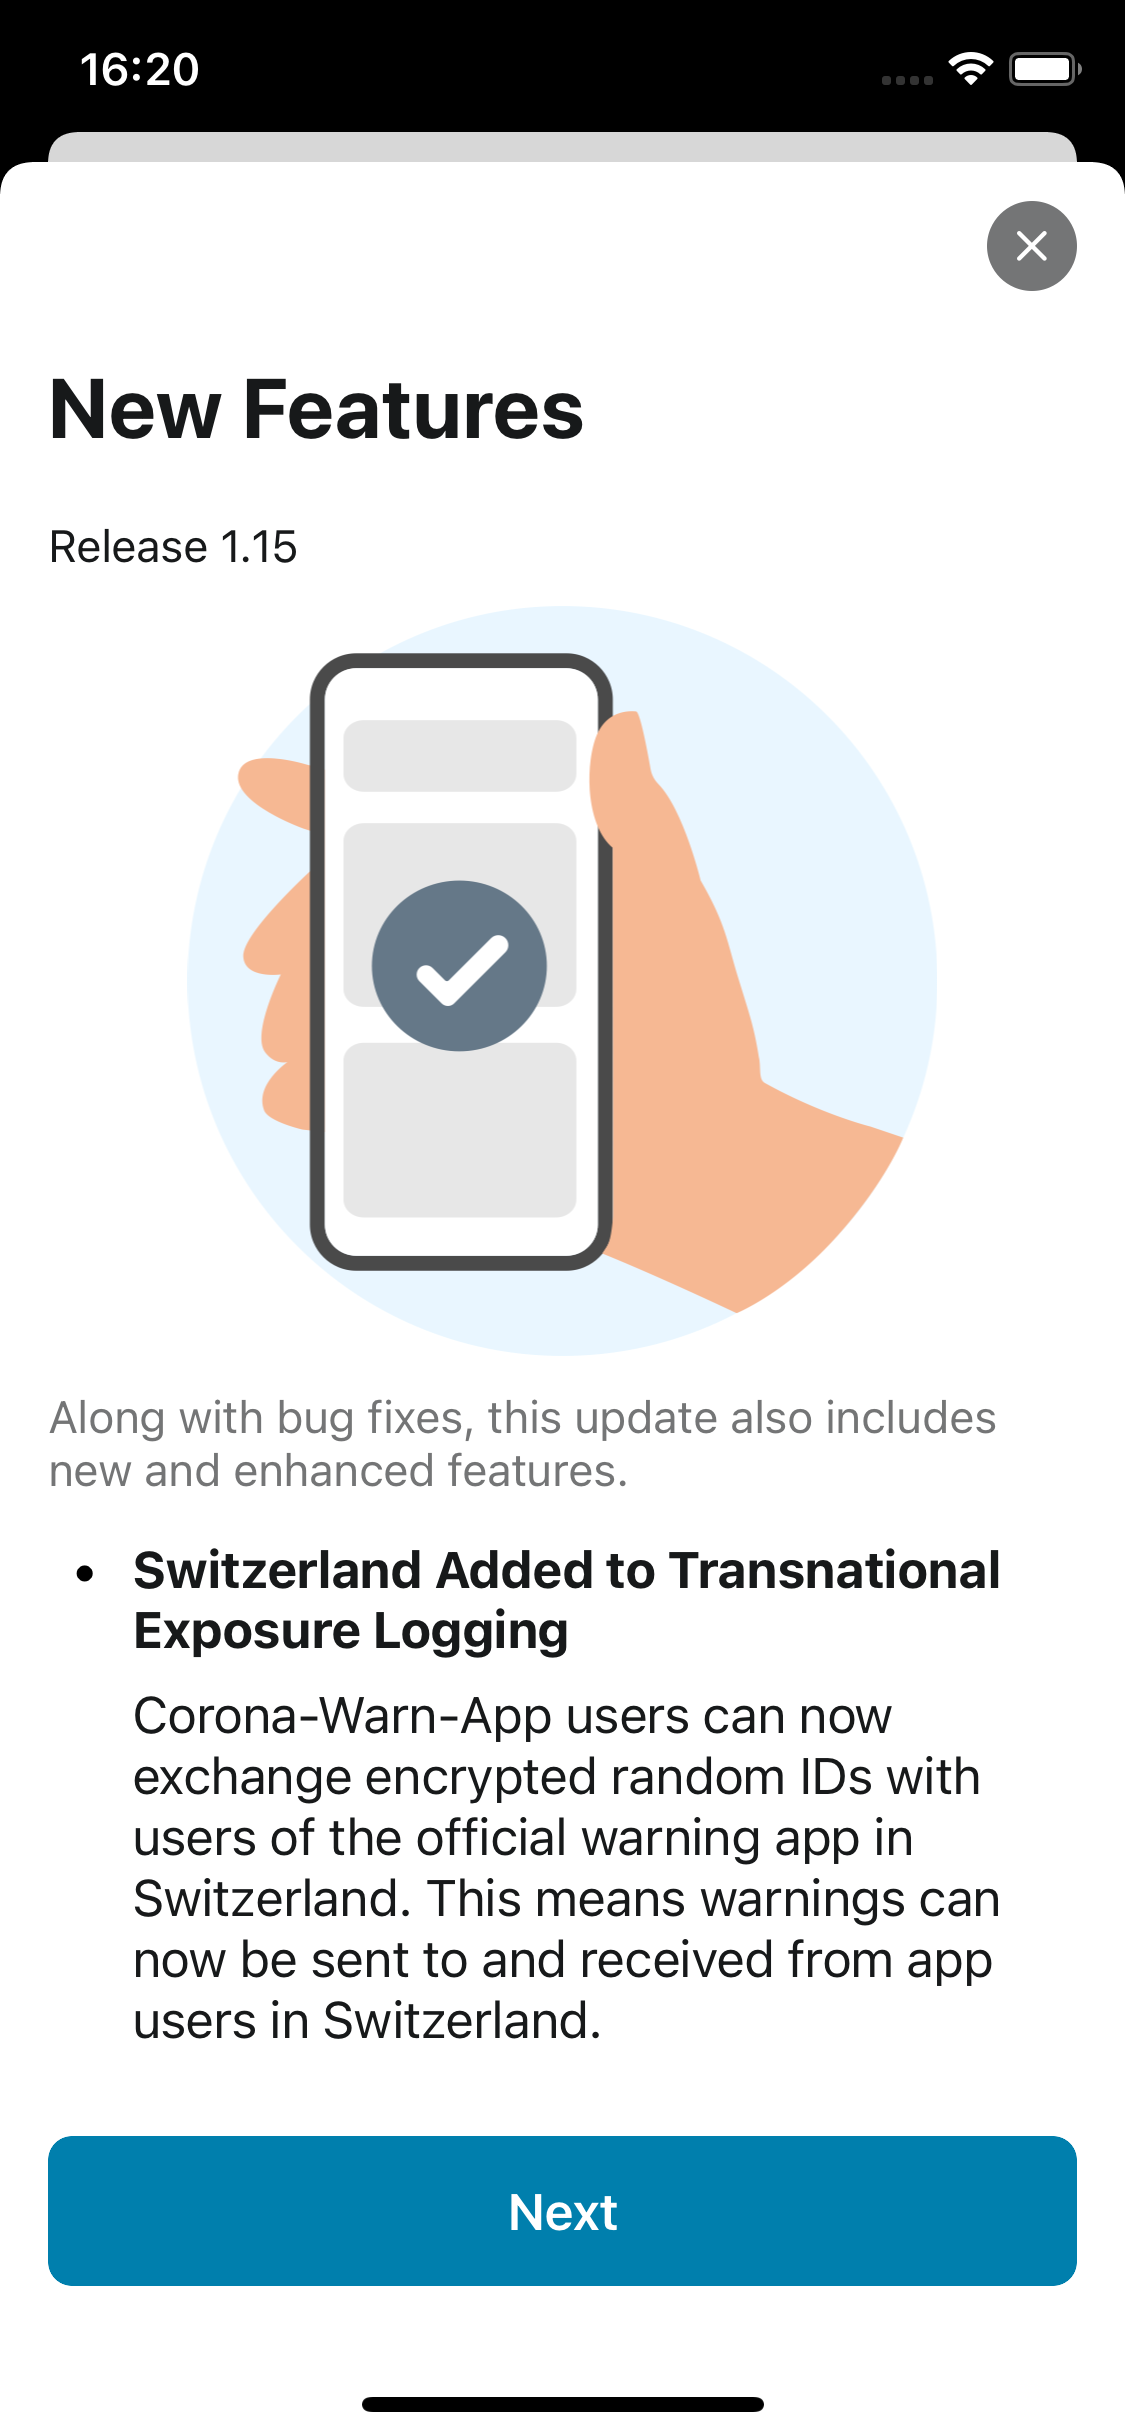 16:20
New Features
Release 1.15
Along with bug fixes, this update also includes
new and enhanced features.
• Switzerland Added to Transnational
Exposure Logging
Corona-Warn-App users can now
exchange encrypted random IDs with
users of the official warning app in
Switzerland. This means warnings can
now be sent to and received from app
users in Switzerland.
Next